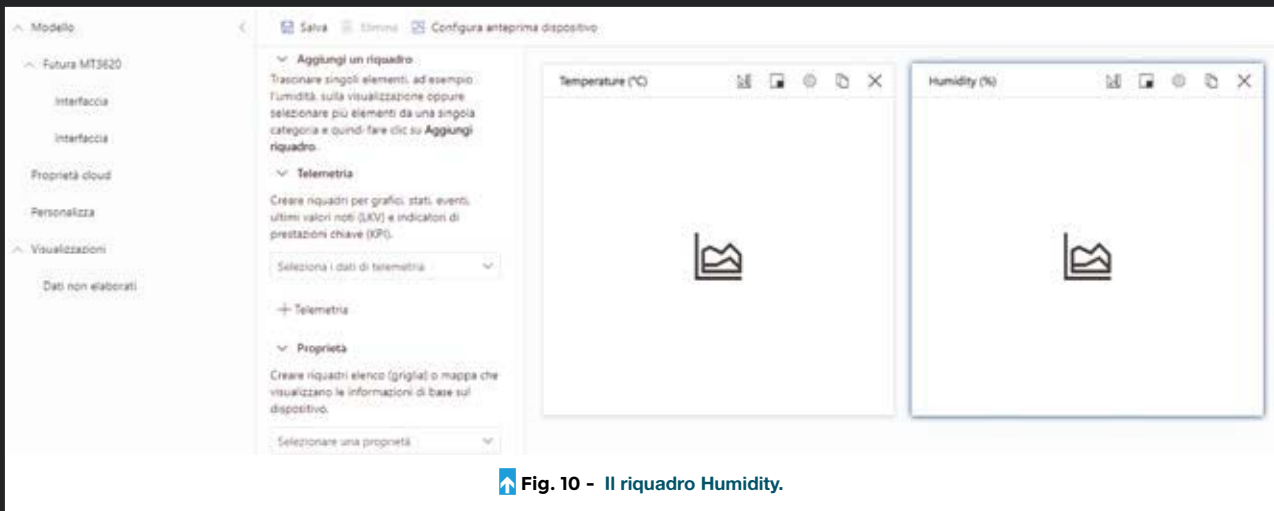 Modello
Futura MT3620
Interfaccia
Interfaccia
Proprietà cloud
Personalizza
Visualizzazioni
Dati non elaborati
Salva Elimina Configura anteprima dispositivo
Aggiungi un riquadro
Trascinare singoli elementi, ad esempio
l'umidità, sulla visualizzazione oppure
selezionare più elementi da una singola
categoria e quindi fare clic su Aggiungi
riquadro.
Telemetria
Creare riquadri per grafici, stati, eventi,
ultimi valori noti (LKV) e indicatori di
prestazioni chiave (KPI).
Seleziona i dati di telemetria
Telemetria
Proprietà
Creare riquadri elenco (griglia) o mappa che
visualizzano le informazioni di base sul
dispositivo.
Selezionare una proprietà
Temperature (°C)
Humidity (%)
Fig. 10 - Il riquadro Humidity.